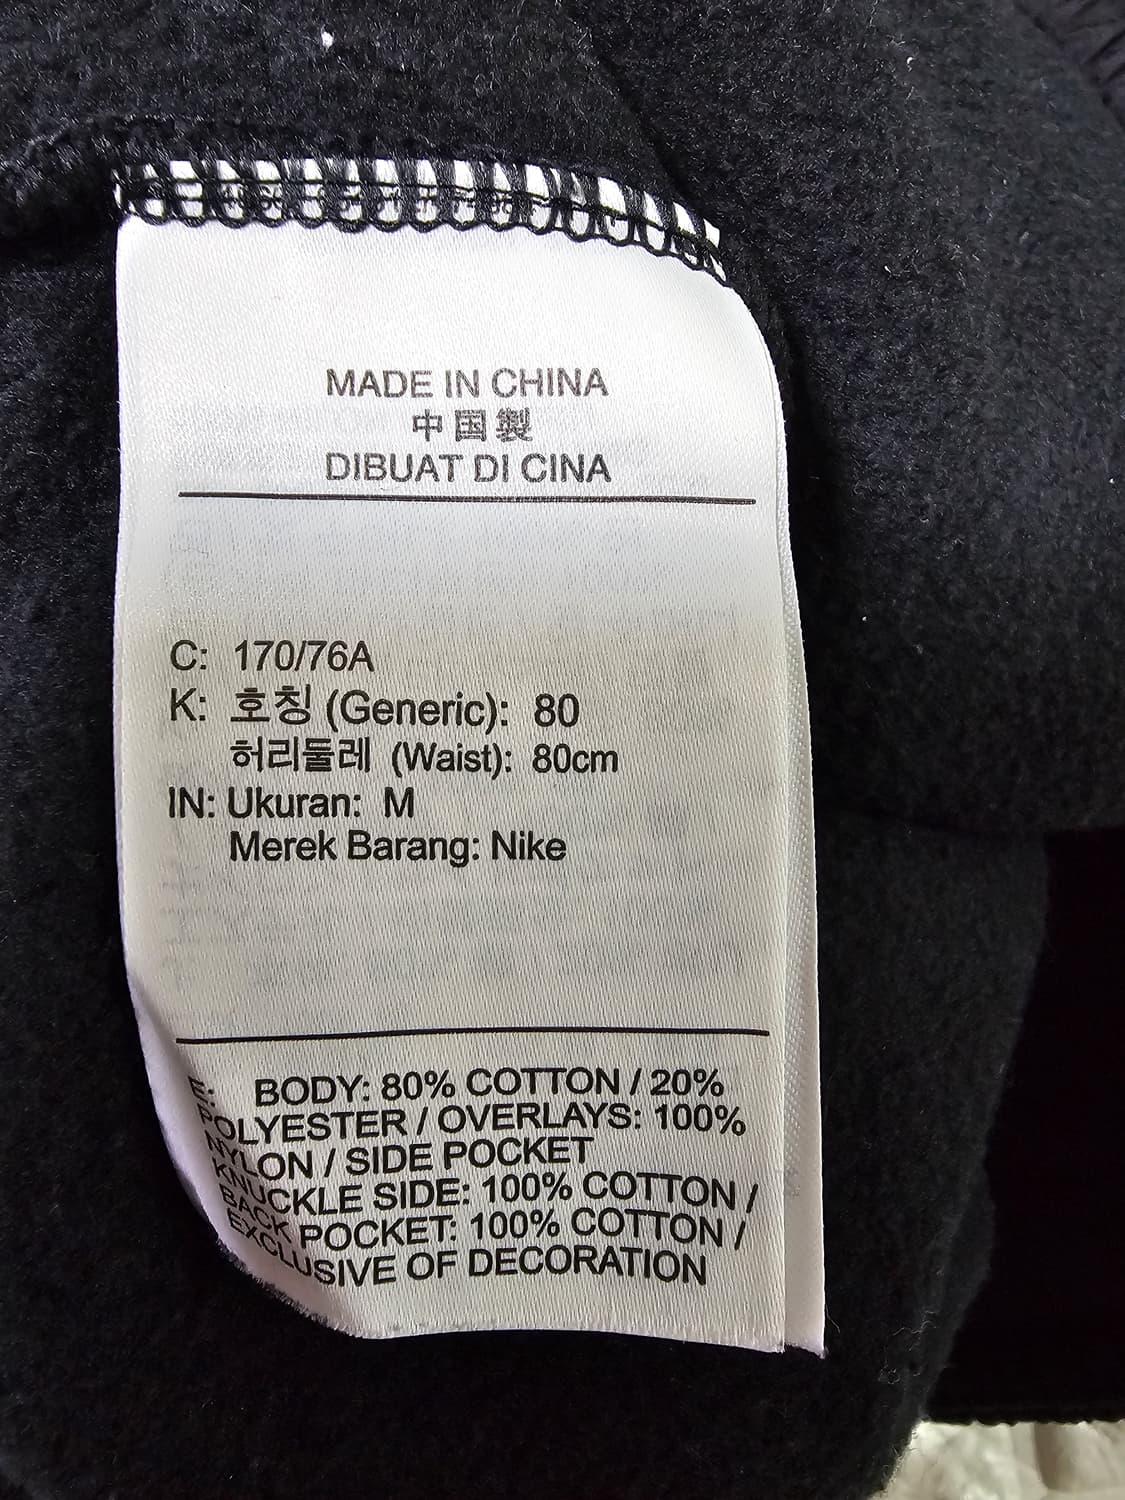 MADE IN CHINA
中国製
DIBUAT DI CINA
C: 170/76A
K: 호칭 (Generic): 80
허리둘레 (Waist): 80cm
IN: Ukuran: M
Merek Barang: Nike
E: BODY: 80% COTTON / 20%
POLYESTER / OVERLAYS: 100%
NYLON / SIDE POCKET
KNUCKLE SIDE: 100% COTTON /
BACK POCKET: 100% COTTON /
EXCLUSIVE OF DECORATION